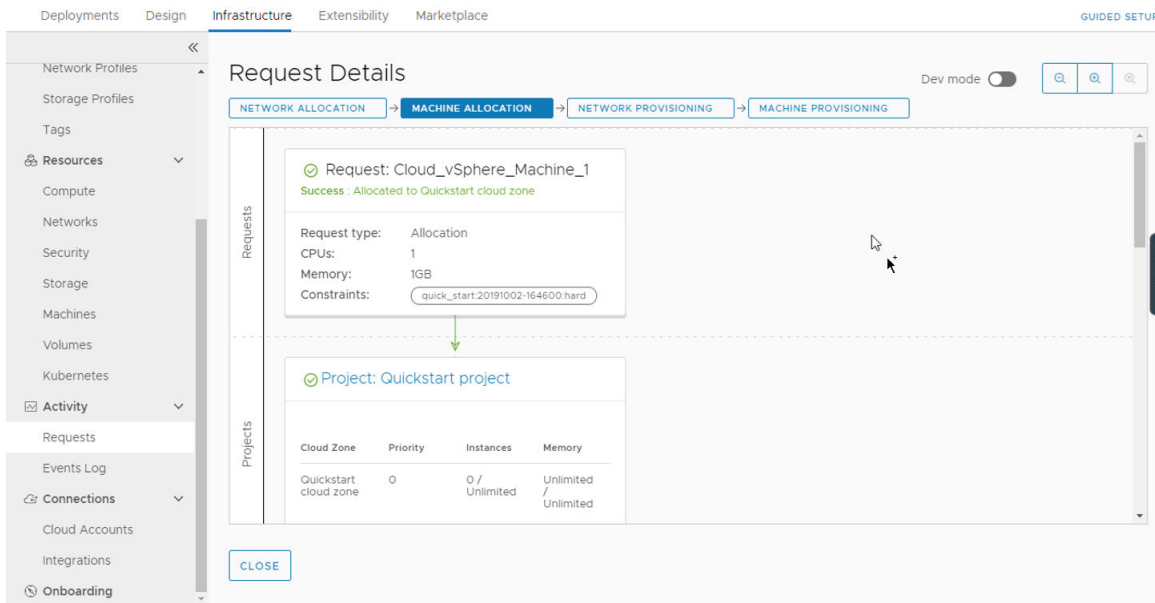 Deployments Design Infrastructure Extensibility Marketplace GUIDED SETUP
Network Profiles
Storage Profiles
Tags
Resources
Compute
Networks
Security
Storage
Machines
Volumes
Kubernetes
Activity
Requests
Events Log
Connections
Cloud Accounts
Integrations
Onboarding
Request Details
Dev mode
NETWORK ALLOCATION MACHINE ALLOCATION NETWORK PROVISIONING MACHINE PROVISIONING
Requests
Request: Cloud_vSphere_Machine_1
Success : Allocated to Quickstart cloud zone
Request type: Allocation
CPUs: 1
Memory: 1GB
Constraints: quick_start:20191002-164600:hard
Projects
Project: Quickstart project
Cloud Zone Priority Instances Memory
Quickstart 0 0 / Unlimited
cloud zone Unlimited /
Unlimited
CLOSE